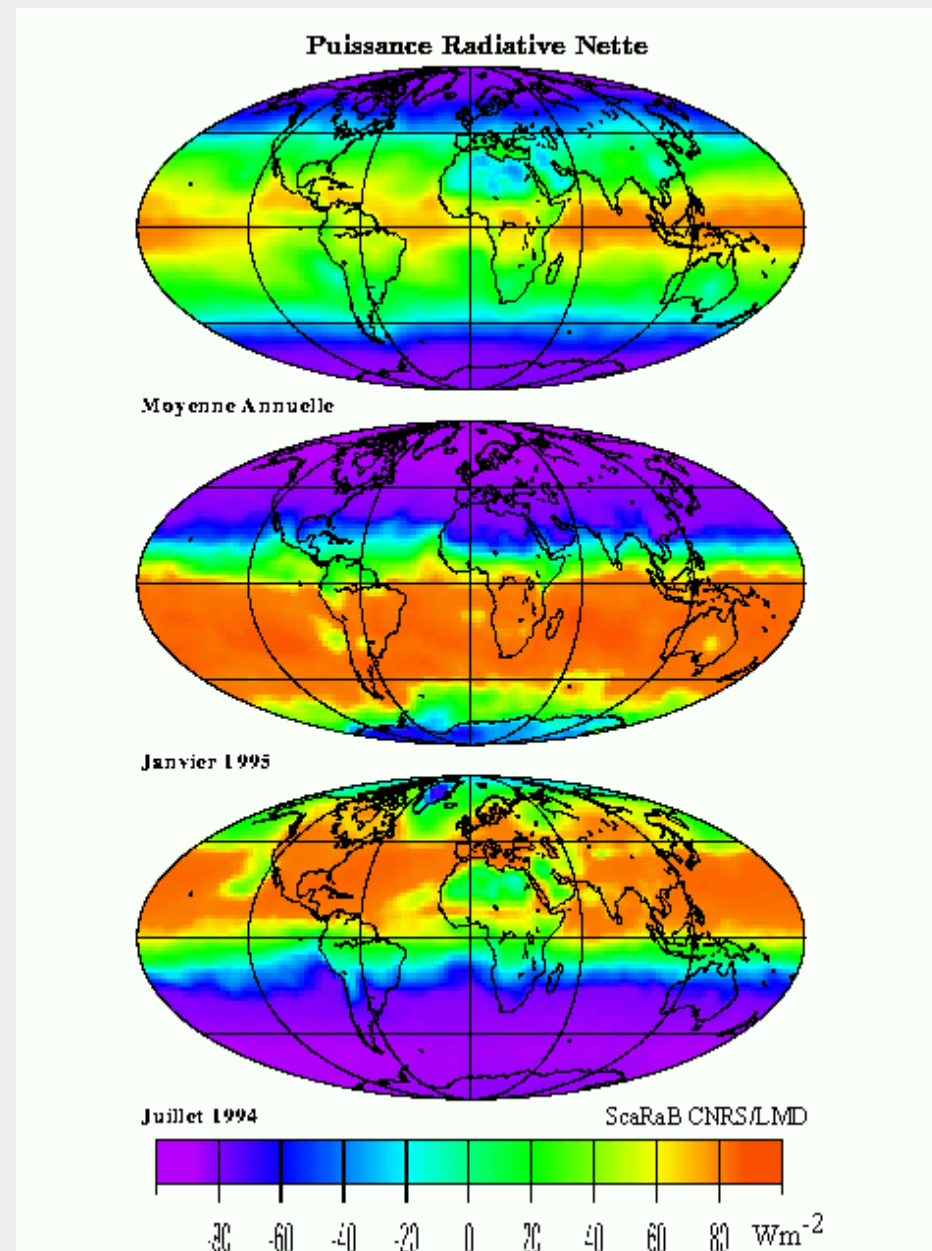 Puissance Radiative Nette
Moyenne Annuelle
Janvier 1995
Juillet 1994
ScaRaB CNRS/LMD
-80 -60 -40 -20 0 20 40 60 80 Wm-2